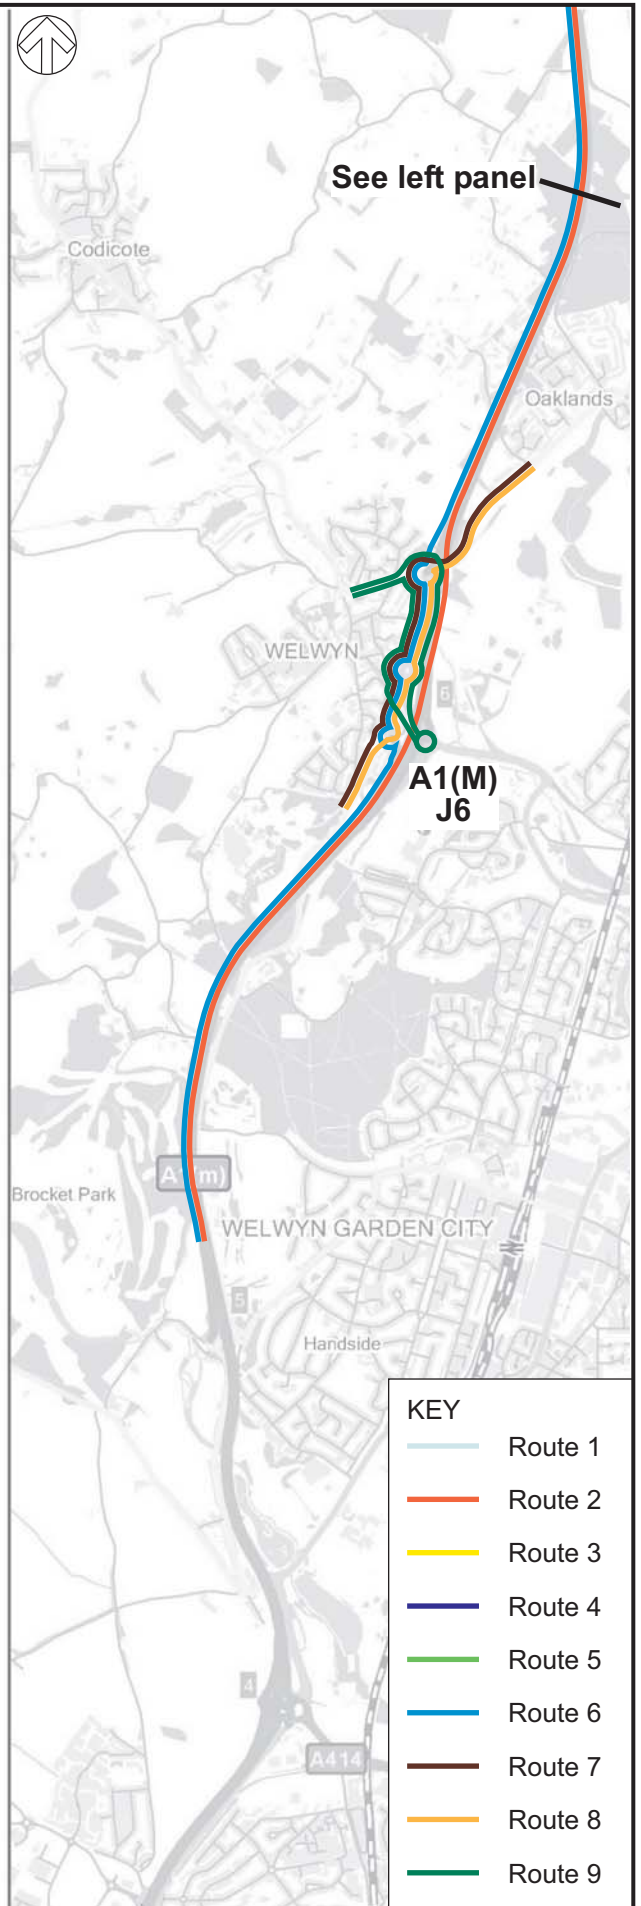 See left panel
Codicote
Oaklands
WELWYN
6
A1(M)
J6
A1(m)
Brocket Park
WELWYN GARDEN CITY
5
Handside
4
A414
KEY
Route 1
Route 2
Route 3
Route 4
Route 5
Route 6
Route 7
Route 8
Route 9